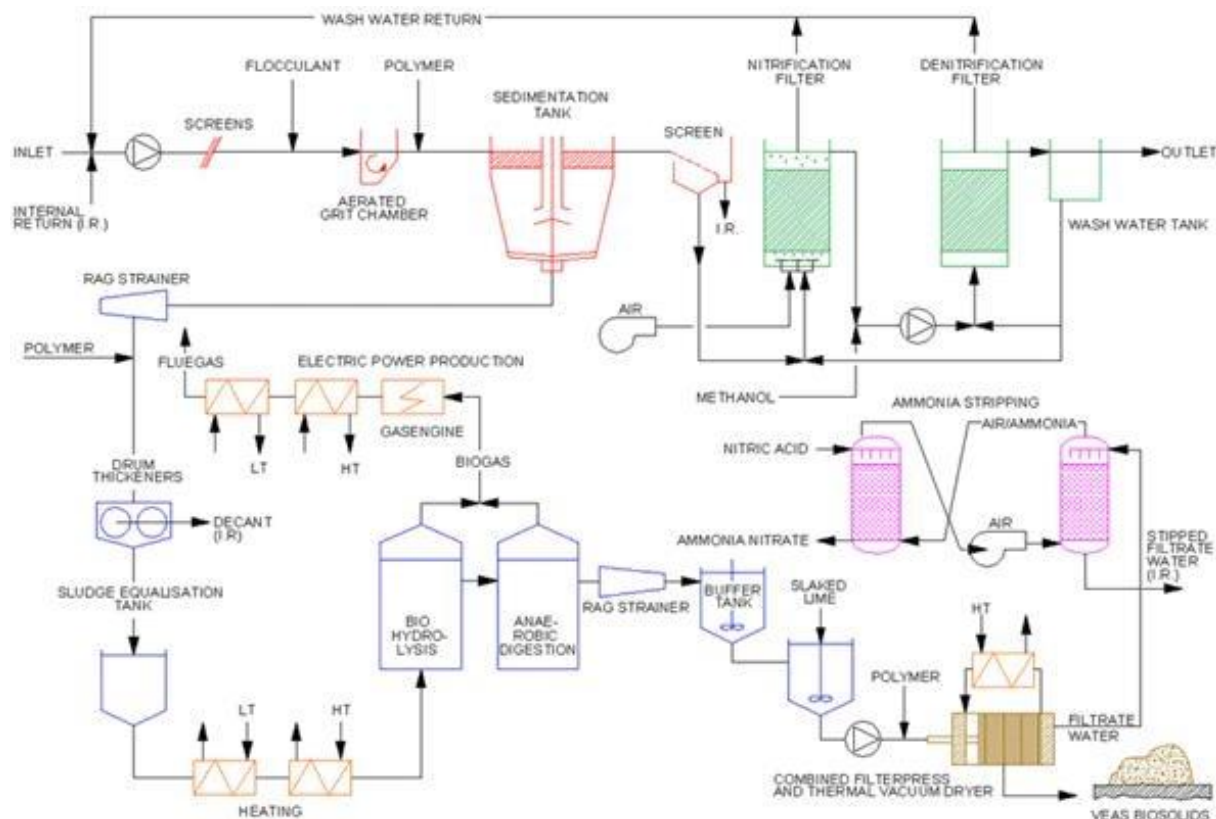 WASH WATER RETURN
FLOCCULANT
POLYMER
NITRIFICATION
FILTER
DENITRIFICATION
FILTER
SEDIMENTATION
TANK
SCREENS
SCREEN
INLET
OUTLET
AERATED
GRIT CHAMBER
INTERNAL
RETURN (I.R.)
I.R.
WASH WATER TANK
RAG STRAINER
AIR
POLYMER
FLUEGAS
ELECTRIC POWER PRODUCTION
METHANOL
AMMONIA STRIPPING
AIR/AMMONIA
GASENGINE
NITRIC ACID
LT
HT
BIOGAS
DRUM
THICKENERS
DECANT
(I.R)
AIR
STIPPED
FILTRATE
WATER
(I.R.)
AMMONIA NITRATE
SLUDGE EQUALISATION
TANK
BIO
HYDRO-
LYSIS
ANAE-
ROBIC
DIGESTION
RAG STRAINER
BUFFER
TANK
SLAKED
LIME
HT
POLYMER
LT
HT
FILTRATE
WATER
HEATING
COMBINED FILTERPRESS
AND THERMAL VACUUM DRYER
VEAS BIOSOLIDS